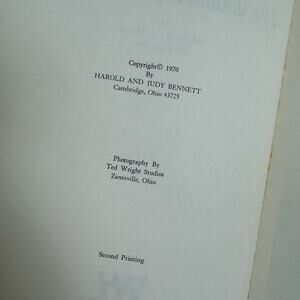 Copyright© 1970
By
HAROLD AND JUDY BENNETT
Cambridge, Ohio 43725
Photography By
Ted Wright Studios
Zanesville, Ohio
Second Printing